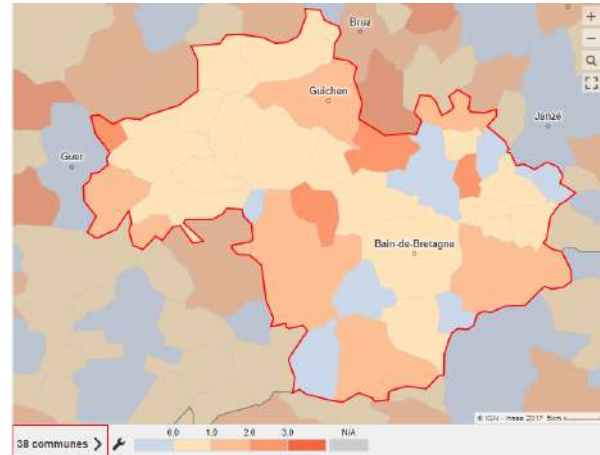 Bruz
Guichen
Janzé
Guer
Bain-de-Bretagne
© IGN - Insee 2017 5km
38 communes
0.0 1.0 2.0 3.0 N/A